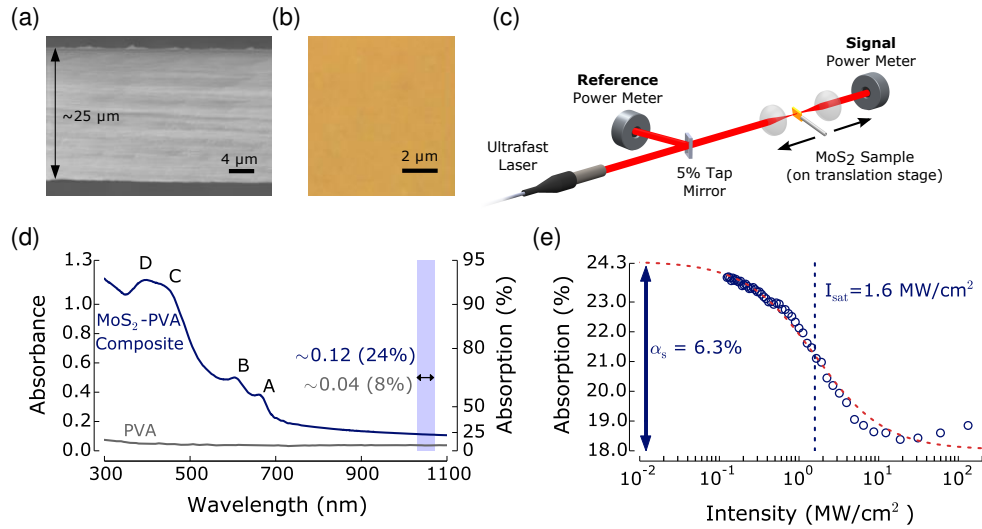 (a)
~25 µm
4 µm
(b)
2 µm
(c)
Signal
Power Meter
Reference
Power Meter
Ultrafast
Laser
5% Tap
Mirror
MoS2 Sample
(on translation stage)
(d)
Absorbance
1.3
1.0
0.8
0.6
0.4
0.2
0.0
D
C
B
A
MoS2-PVA
Composite
PVA
~0.12 (24%)
~0.04 (8%)
95
90
80
50
25
0
Absorption (%)
300 500 700 900 1100
Wavelength (nm)
(e)
Absorption (%)
24.3
23.0
22.0
21.0
20.0
19.0
18.0
αs = 6.3%
Isat=1.6 MW/cm2
10−2 10−1 100 101 102
Intensity (MW/cm2 )